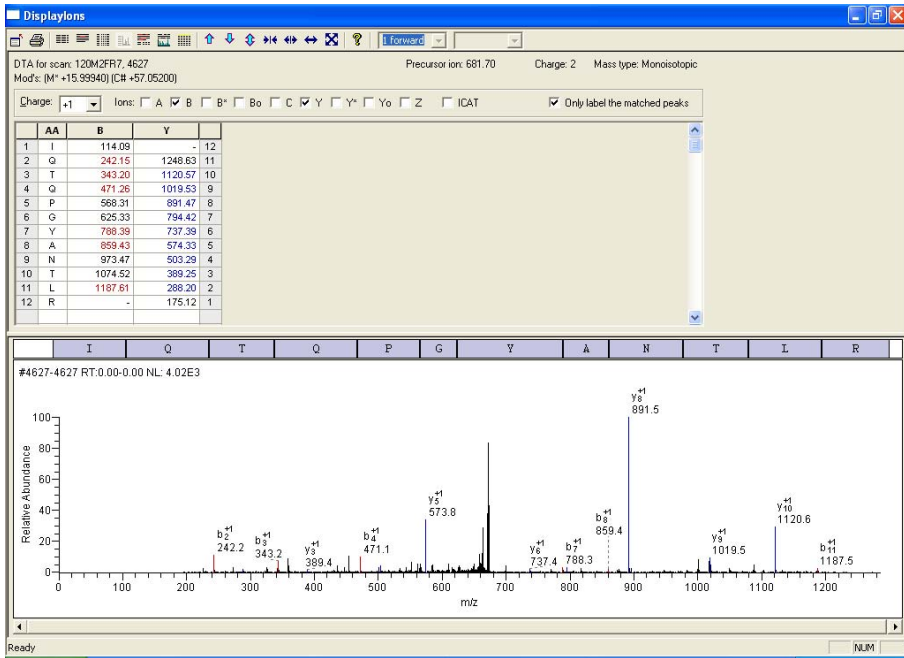 DisplayIons
1 forward
DTA for scan: 120M2FR7, 4627 Precursor ion: 681.70 Charge: 2 Mass type: Monoisotopic
Mod's: (M* +15.99940) (C# +57.05200)
Charge: +1 Ions: A B B* Bo C Y Y* Yo Z ICAT Only label the matched peaks
AA B Y
1 I 114.09 - 12
2 Q 242.15 1248.63 11
3 T 343.20 1120.57 10
4 Q 471.26 1019.53 9
5 P 568.31 891.47 8
6 G 625.33 794.42 7
7 Y 788.39 737.39 6
8 A 859.43 574.33 5
9 N 973.47 503.29 4
10 T 1074.52 389.25 3
11 L 1187.61 288.20 2
12 R - 175.12 1
I Q T Q P G Y A N T L R
#4627-4627 RT:0.00-0.00 NL: 4.02E3
Relative Abundance
100
80
60
40
20
0
b2+1
242.2
b3+1
343.2
y3+1
389.4
b4+1
471.1
y5+1
573.8
y6+1
737.4
b7+1
788.3
b8+1
859.4
y8+1
891.5
y9+1
1019.5
y10+1
1120.6
b11+1
1187.5
0 100 200 300 400 500 600 700 800 900 1000 1100 1200
m/z
Ready NUM